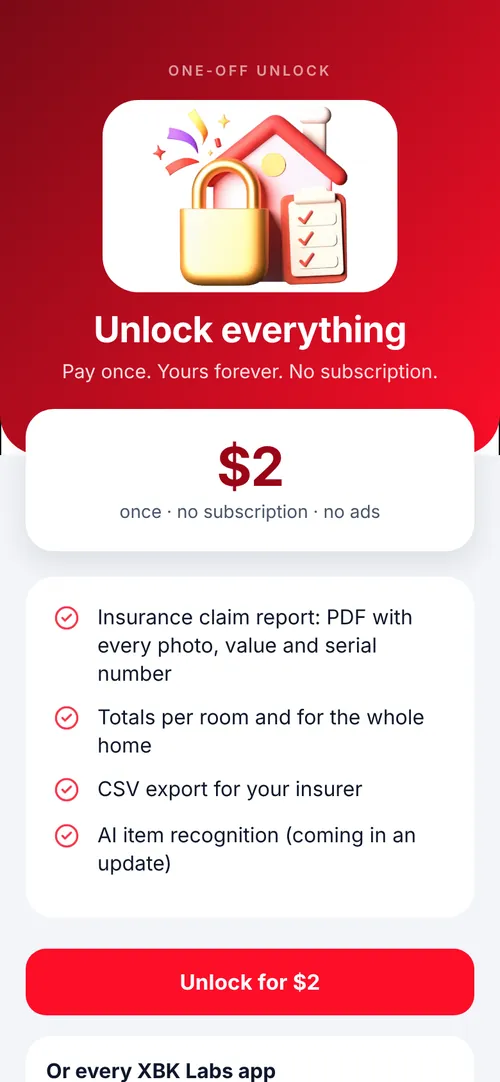 ONE-OFF UNLOCK
Unlock everything
Pay once. Yours forever. No subscription.
$2
once · no subscription · no ads
Insurance claim report: PDF with
every photo, value and serial
number
Totals per room and for the whole
home
CSV export for your insurer
AI item recognition (coming in an
update)
Unlock for $2
Or every XBK Labs app